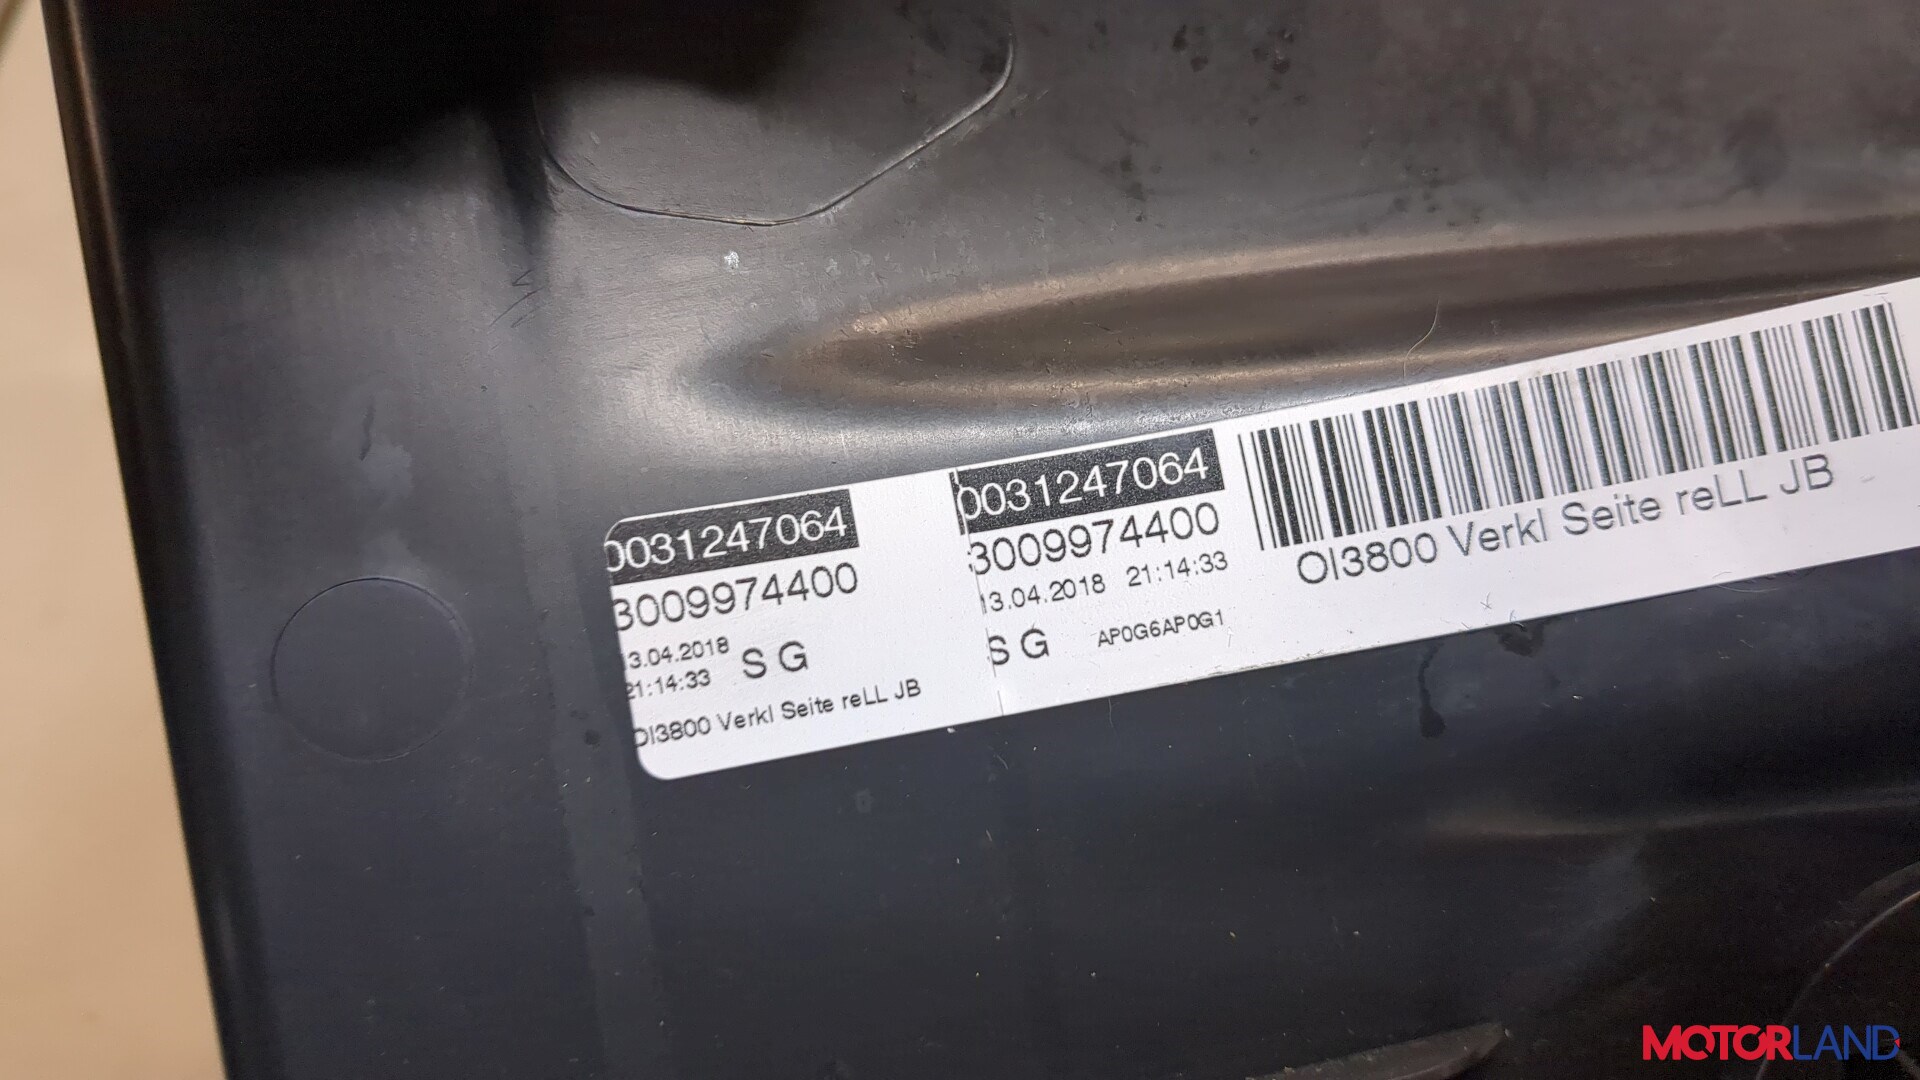 0031247064
3009974400
13.04.2018
21:14:33
S G
OI3800 Verkl Seite reLL JB
0031247064
3009974400
13.04.2018 21:14:33
S G AP0G6AP0G1
OI3800 Verkl Seite reLL JB
MOTORLAND